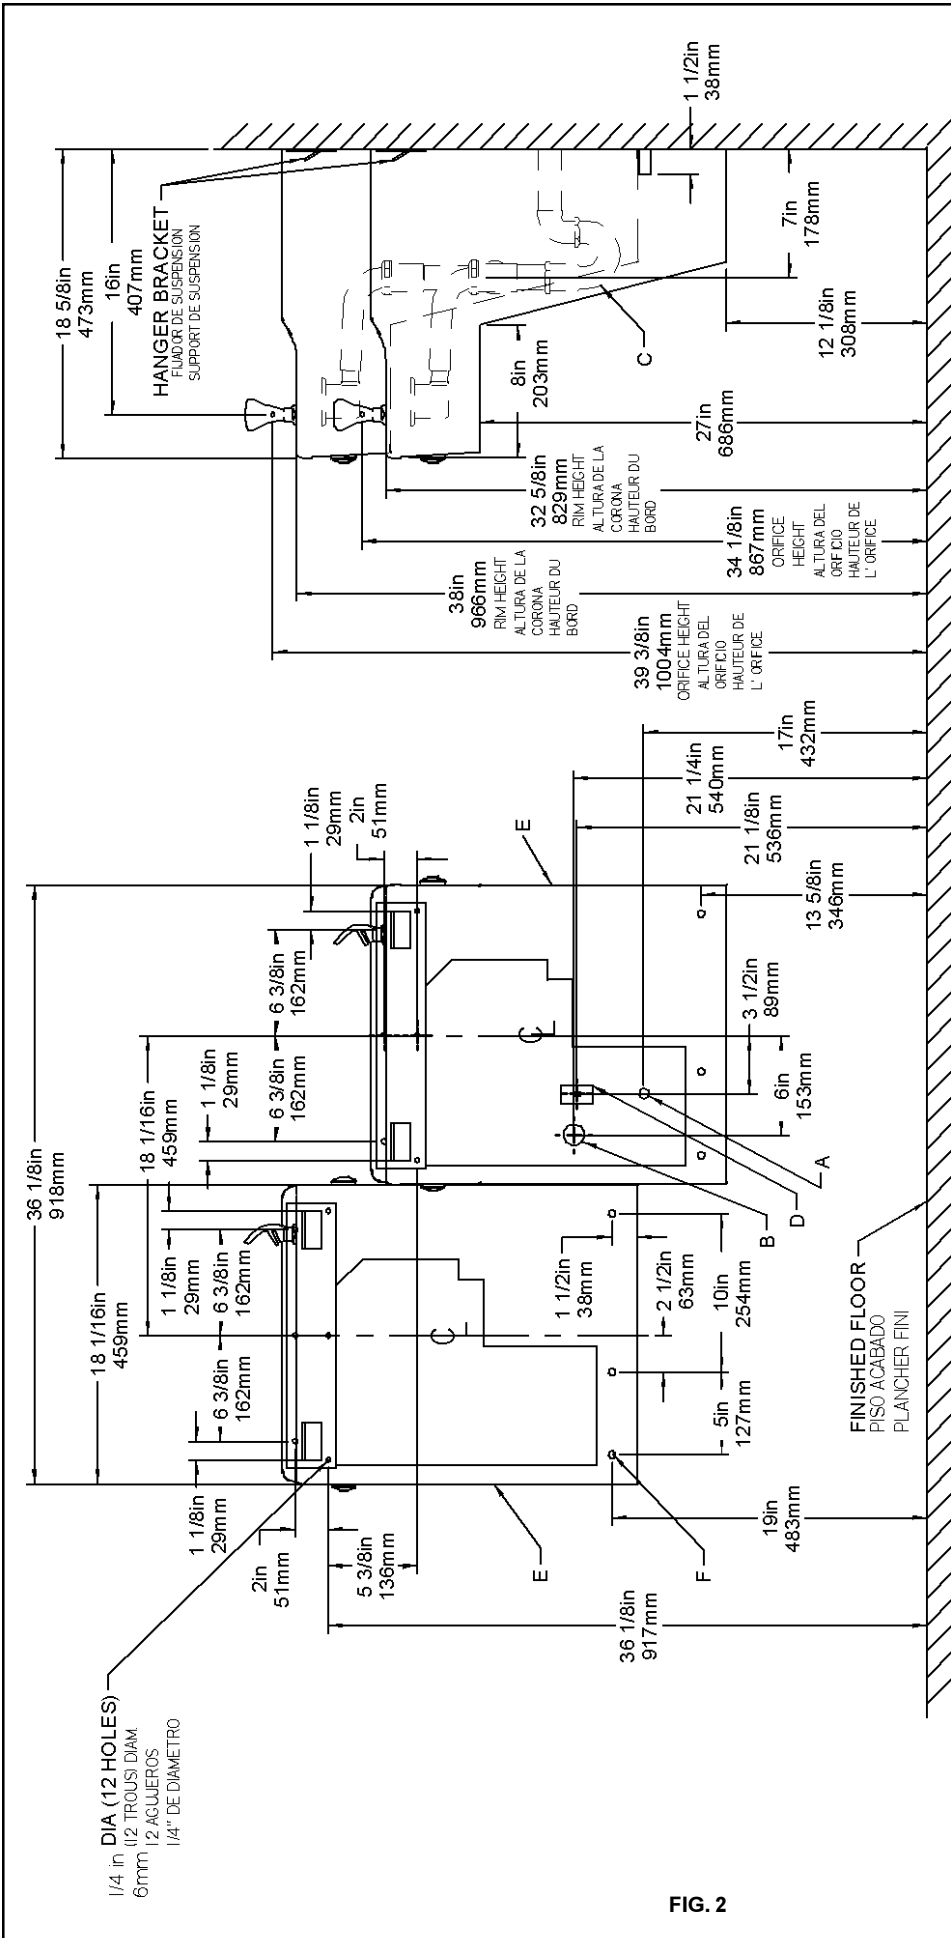 1/4 in DIA (12 HOLES)
(12 TROUS) DIAM.
6mm 12 AGUJEROS
1/4" DE DIAMETRO
36 1/8in
918mm
18 1/16in
459mm
18 1/16in
459mm
1 1/8in
29mm
6 3/8in
162mm
6 3/8in
162mm
1 1/8in
29mm
1 1/8in
29mm
6 3/8in
162mm
6 3/8in
162mm
1 1/8in
29mm
2in
51mm
2in
51mm
5 3/8in
136mm
36 1/8in
917mm
19in
483mm
E
F
CL
1 1/2in
38mm
2 1/2in
63mm
10in
254mm
5in
127mm
E
CL
B
D
A
6in
153mm
3 1/2in
89mm
13 5/8in
346mm
21 1/8in
536mm
21 1/4in
540mm
17in
432mm
FINISHED FLOOR
PISO ACABADO
PLANCHER FINI
18 5/8in
473mm
16in
407mm
HANGER BRACKET
FIJADOR DE SUSPENSION
SUPPORT DE SUSPENSION
39 3/8in
1004mm
ORIFICE HEIGHT
ALTURA DEL
ORIFICIO
HAUTEUR DE
L' ORIFICE
38in
966mm
RIM HEIGHT
ALTURA DE LA
CORONA
HAUTEUR DU
BORD
34 1/8in
867mm
ORIFICE
HEIGHT
ALTURA DEL
ORIFICIO
HAUTEUR DE
L' ORIFICE
32 5/8in
829mm
RIM HEIGHT
ALTURA DE LA
CORONA
HAUTEUR DU
BORD
8in
203mm
27in
686mm
C
12 1/8in
308mm
7in
178mm
1 1/2in
38mm
FIG. 2